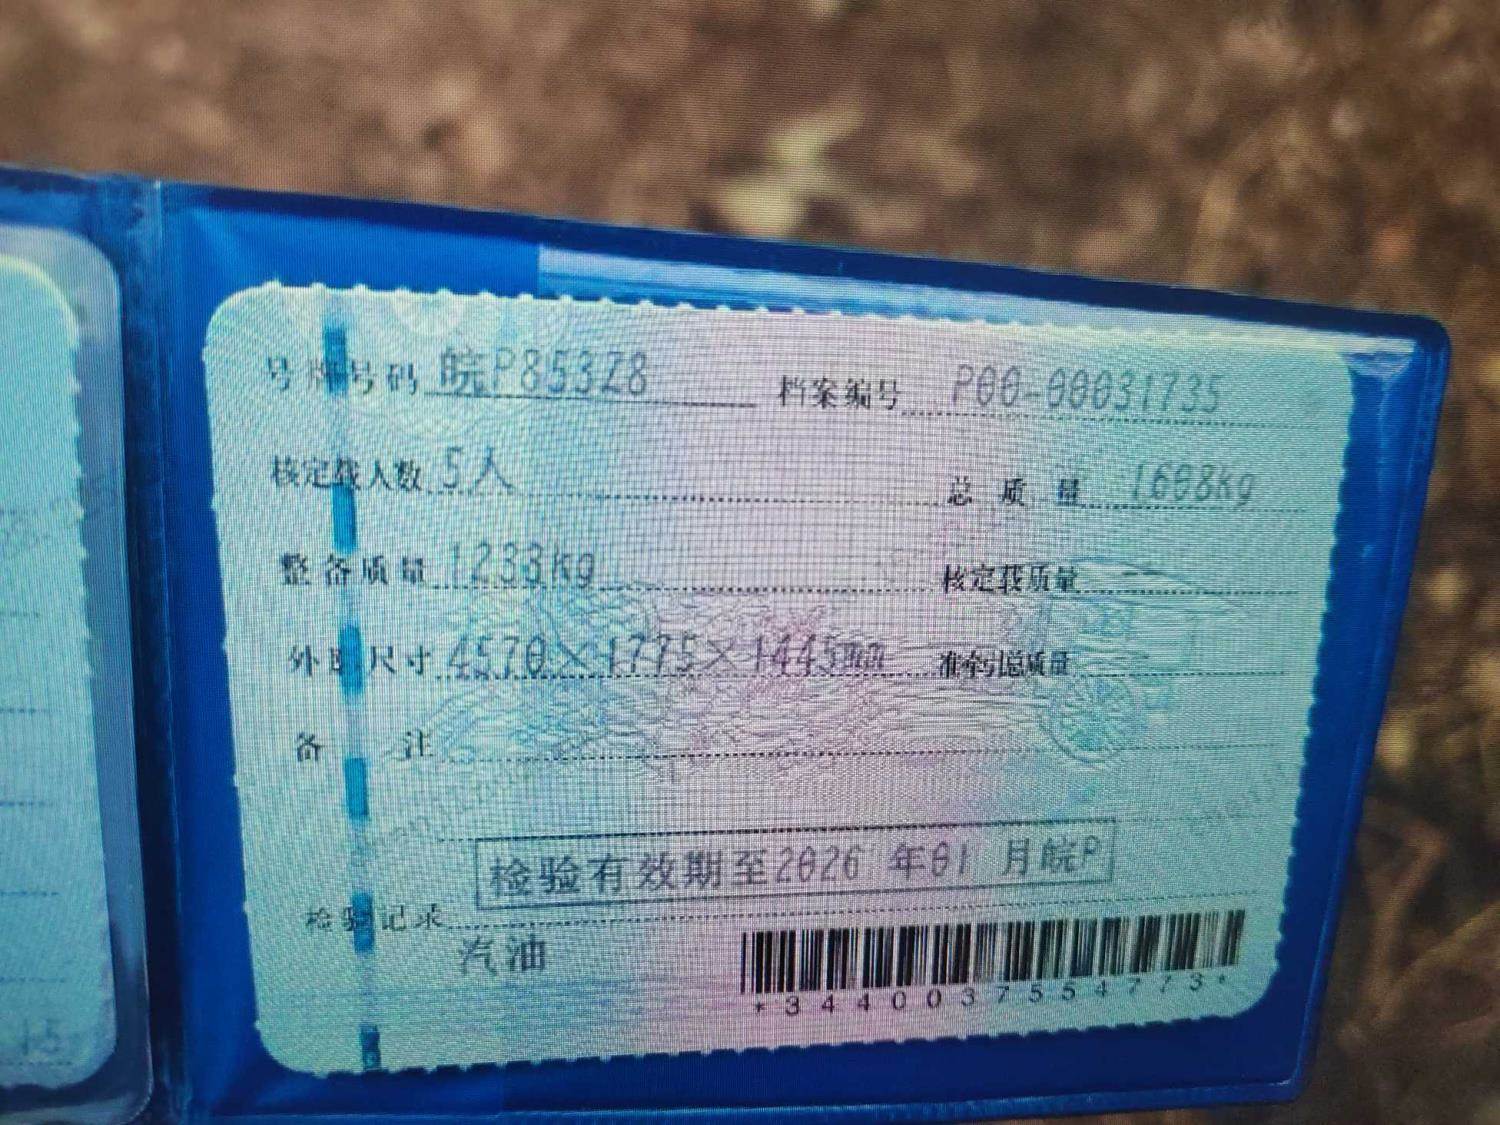 号牌号码 皖P853Z8 档案编号 P00-00031735
核定载人数 5人 总质量 1608kg
整备质量 1233kg 核定载质量
外廓尺寸 4570×1775×1445mm 准牵引总质量
备注
检验有效期至2026年01月皖P
检验记录
汽油
*3440037554773*
15